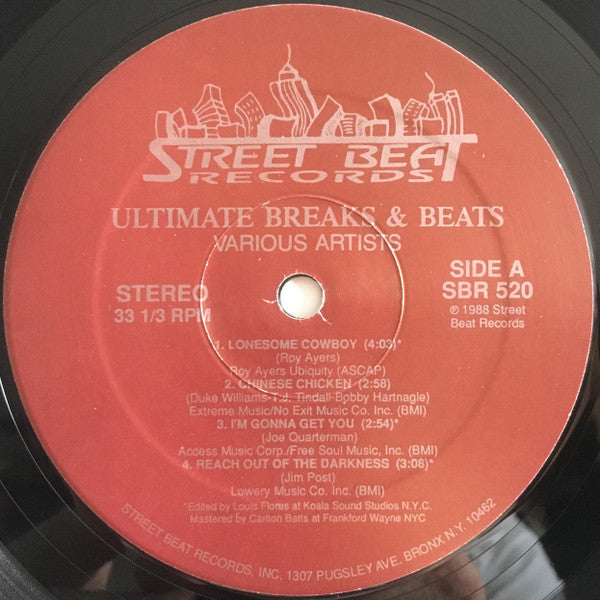 STREET BEAT
RECORDS
ULTIMATE BREAKS & BEATS
VARIOUS ARTISTS
STEREO
33 1/3 RPM
SIDE A
SBR 520
℗ 1988 Street
Beat Records
1. LONESOME COWBOY (4:03)*
(Roy Ayers)
Roy Ayers Ubiquity (ASCAP)
2. CHINESE CHICKEN (2:58)
(Duke Williams-T.J. Tindall-Bobby Hartnagle)
Extreme Music/No Exit Music Co. Inc. (BMI)
3. I'M GONNA GET YOU (2:54)*
(Joe Quarterman)
Access Music Corp./Free Soul Music, Inc. (BMI)
4. REACH OUT OF THE DARKNESS (3:08)*
(Jim Post)
Lowery Music Co. Inc. (BMI)
*Edited by Louis Flores at Koala Sound Studios N.Y.C.
Mastered by Carlton Batts at Frankford Wayne NYC
STREET BEAT RECORDS, INC. 1307 PUGSLEY AVE. BRONX N.Y. 10462